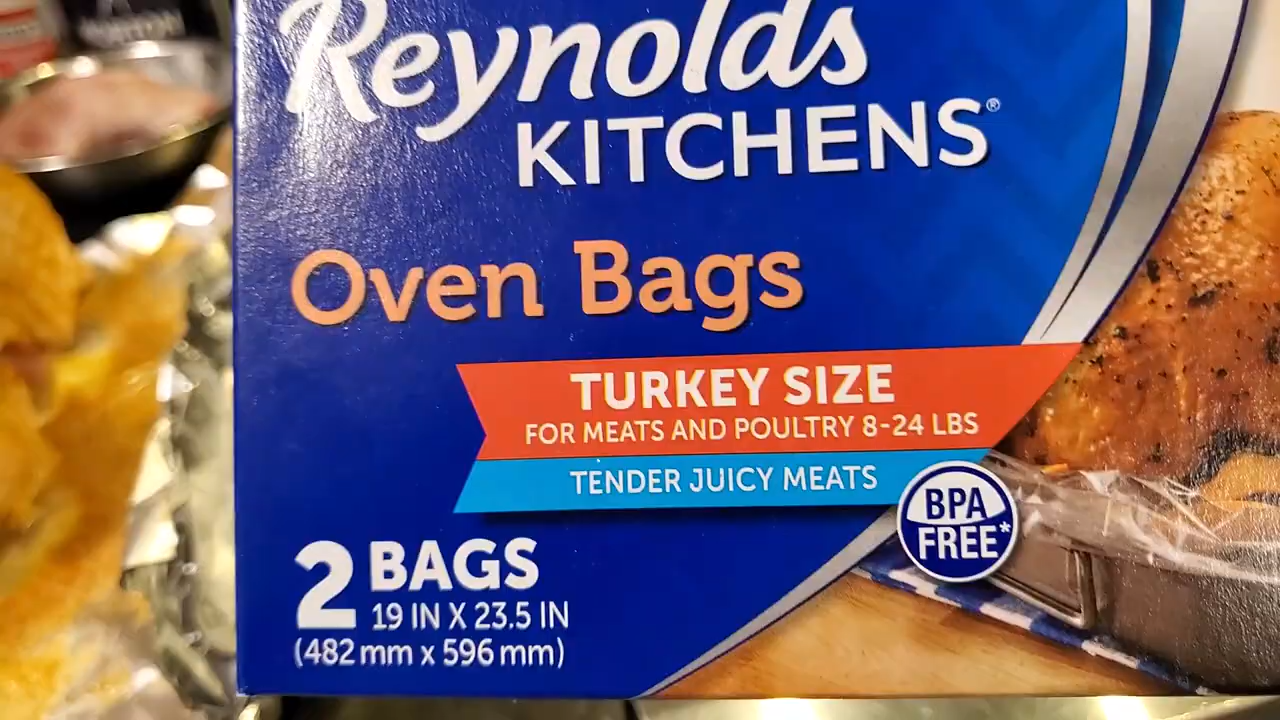 Reynolds
KITCHENS®
Oven Bags
TURKEY SIZE
FOR MEATS AND POULTRY 8-24 LBS
TENDER JUICY MEATS
BPA
FREE*
2 BAGS
19 IN X 23.5 IN
(482 mm x 596 mm)